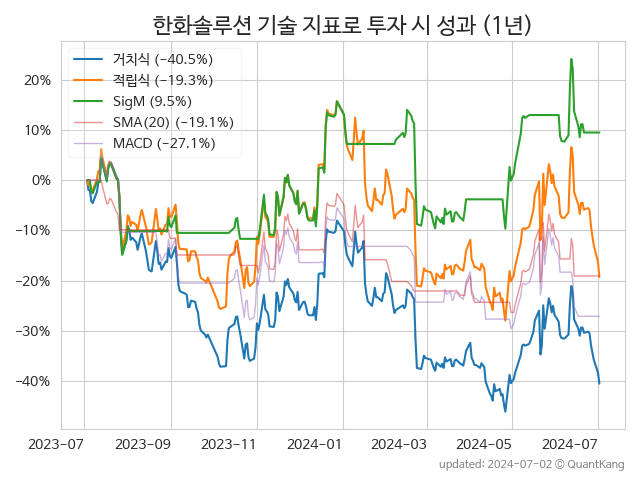 한화솔루션 기술 지표로 투자 시 성과 (1년)
거치식 (−40.5%)
적립식 (−19.3%)
SigM (9.5%)
SMA(20) (−19.1%)
MACD (−27.1%)
20%
10%
0%
−10%
−20%
−30%
−40%
2023-07 2023-09 2023-11 2024-01 2024-03 2024-05 2024-07
updated: 2024-07-02 ⓒ QuantKang